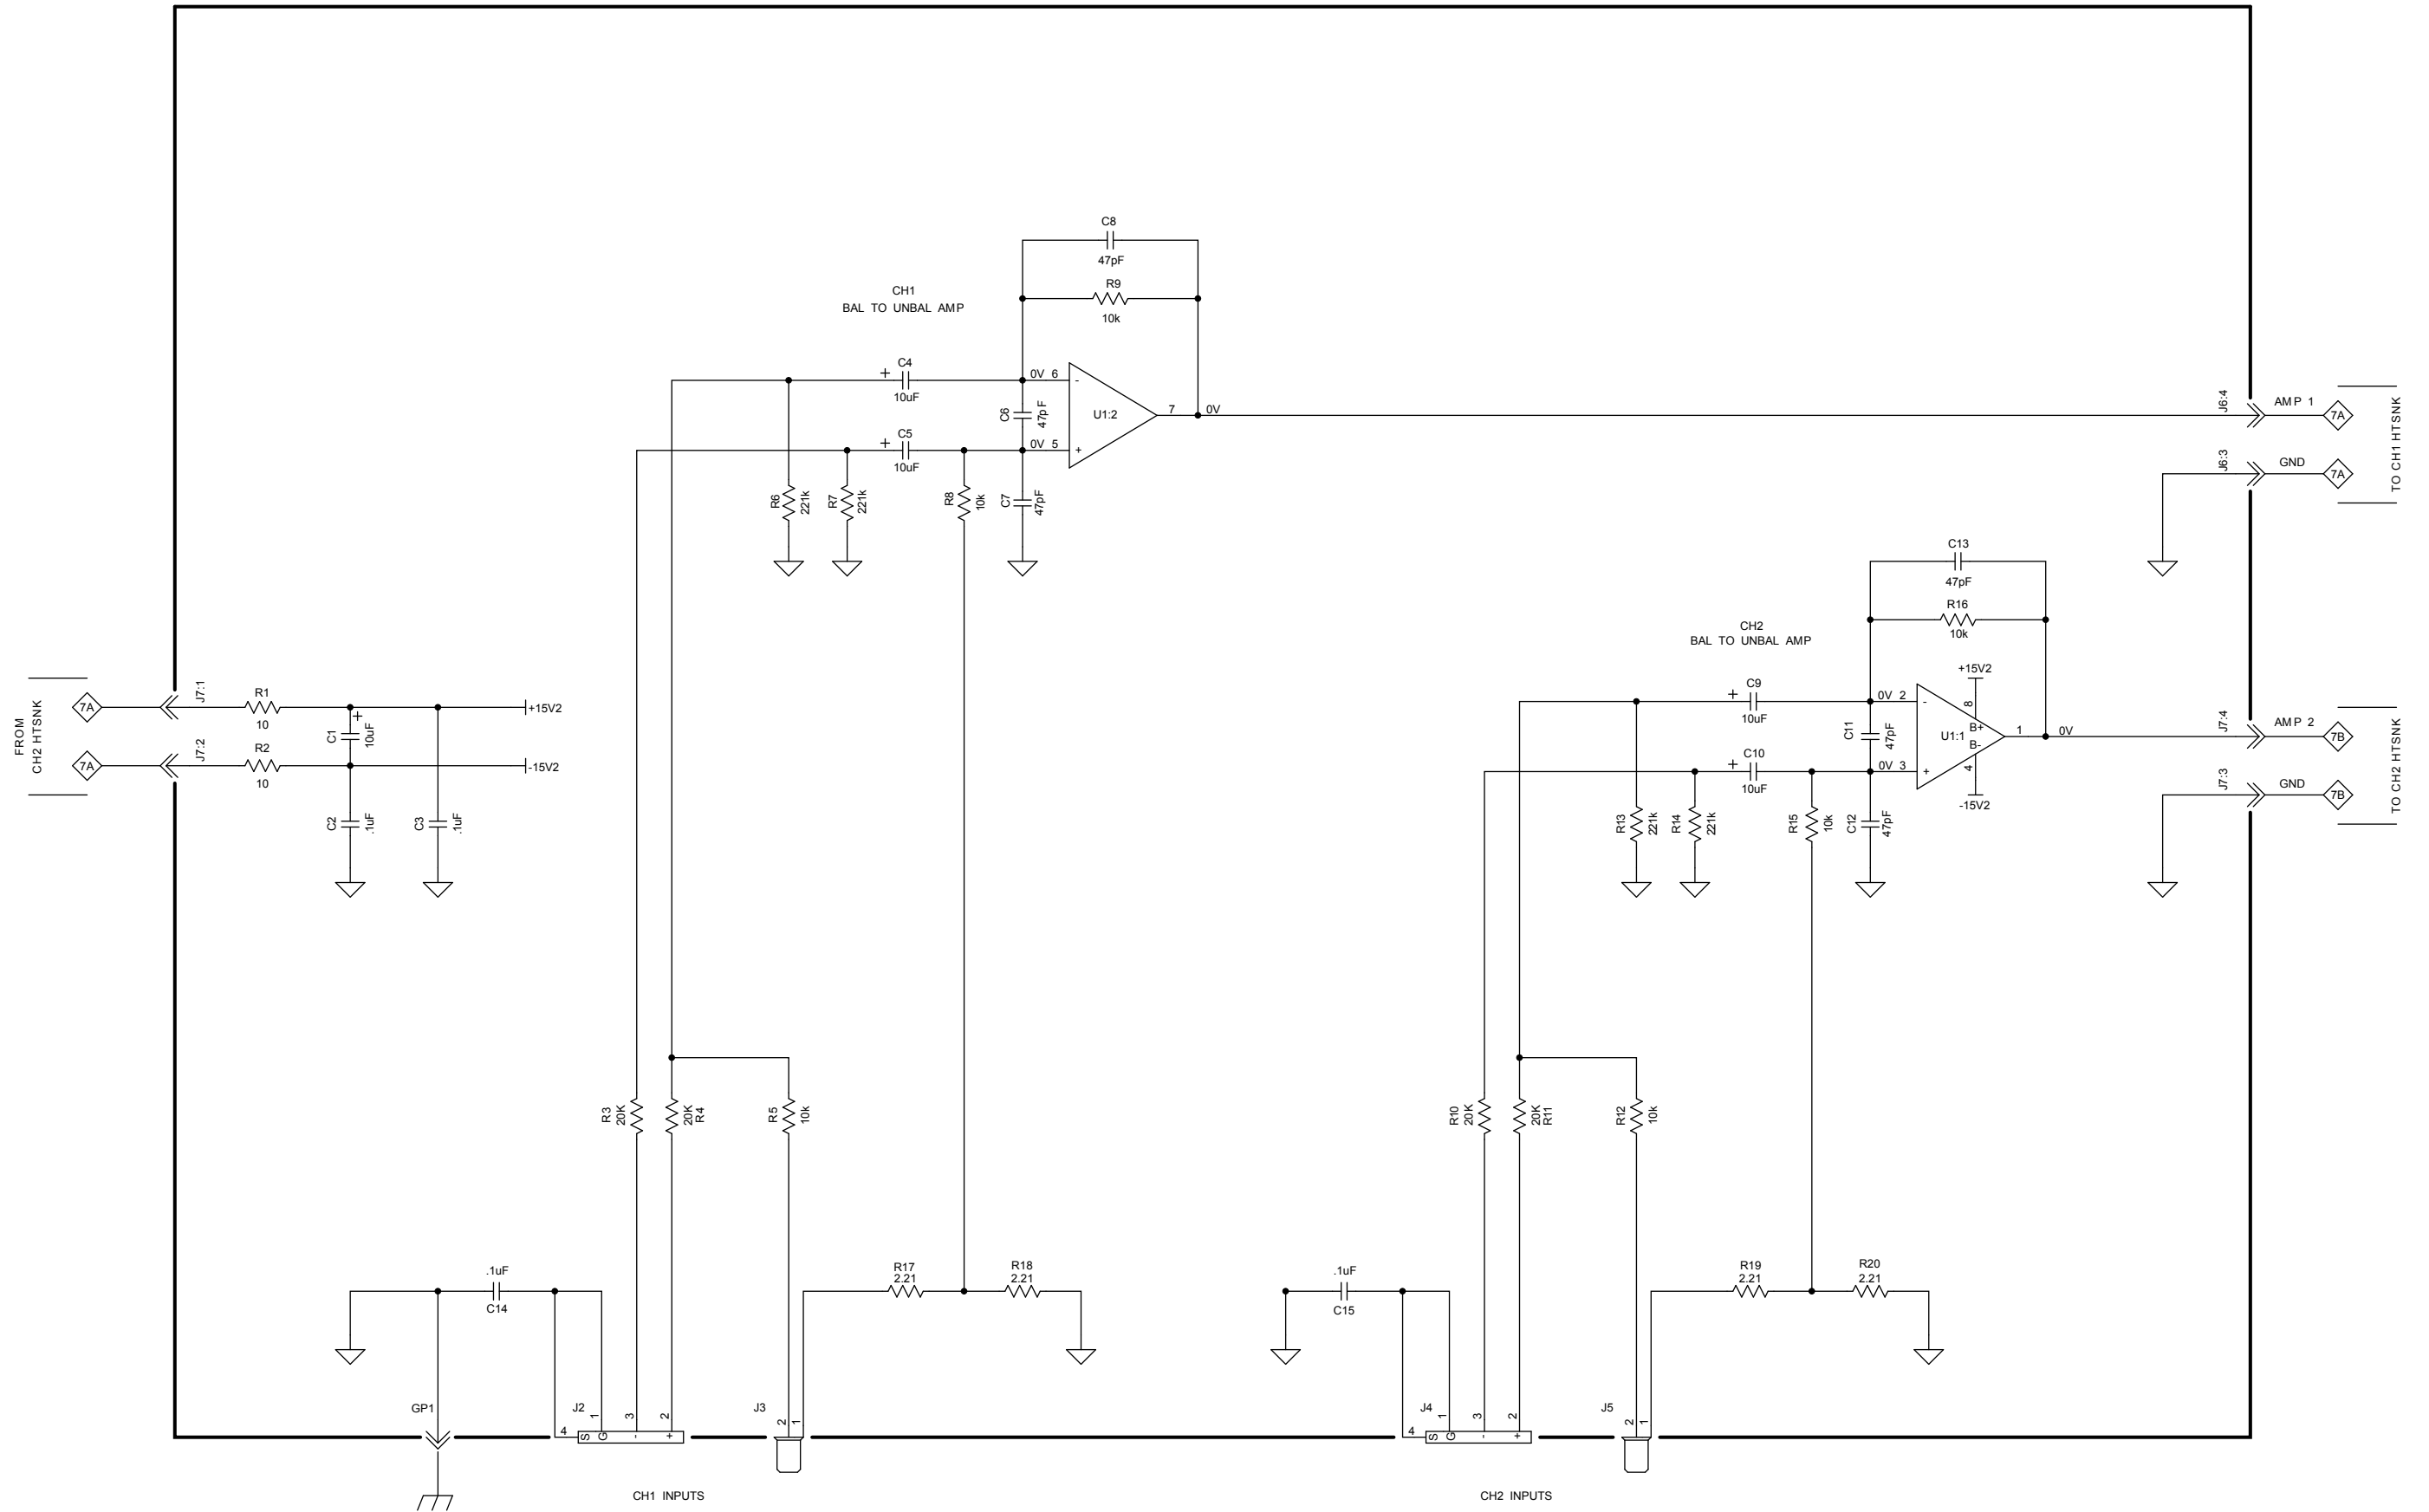 C8
47pF
R9
10k
CH1
BAL TO UNBAL AMP
C4
+
10uF
0V 6
-
C6
47pF
U1:2
7
0V
C5
+
10uF
0V 5
+
R6
221k
R7
221k
R8
10k
C7
47pF
J6:4
AMP 1
7A
J6:3
GND
7A
TO CH1 HTSNK
C13
47pF
R16
10k
CH2
BAL TO UNBAL AMP
+15V2
C9
+
10uF
0V 2
-
8
B+
C11
47pF
U1:1
B-
4
1
0V
C10
+
10uF
0V 3
+
-15V2
R13
221k
R14
221k
R15
10k
C12
47pF
J7:4
AMP 2
7B
J7:3
GND
7B
TO CH2 HTSNK
FROM
CH2 HTSNK
7A
J7:1
R1
10
+15V2
7A
J7:2
R2
10
-15V2
C1
+
10uF
C2
.1uF
C3
.1uF
R3
20K
20K
R4
R5
10k
R10
20K
20K
R11
R12
10k
.1uF
C14
R17
2.21
R18
2.21
.1uF
C15
R19
2.21
R20
2.21
GP1
J2
1
3
2
4
S
G
-
+
J3
2
1
J4
1
3
2
4
S
G
-
+
J5
2
1
CH1 INPUTS
CH2 INPUTS